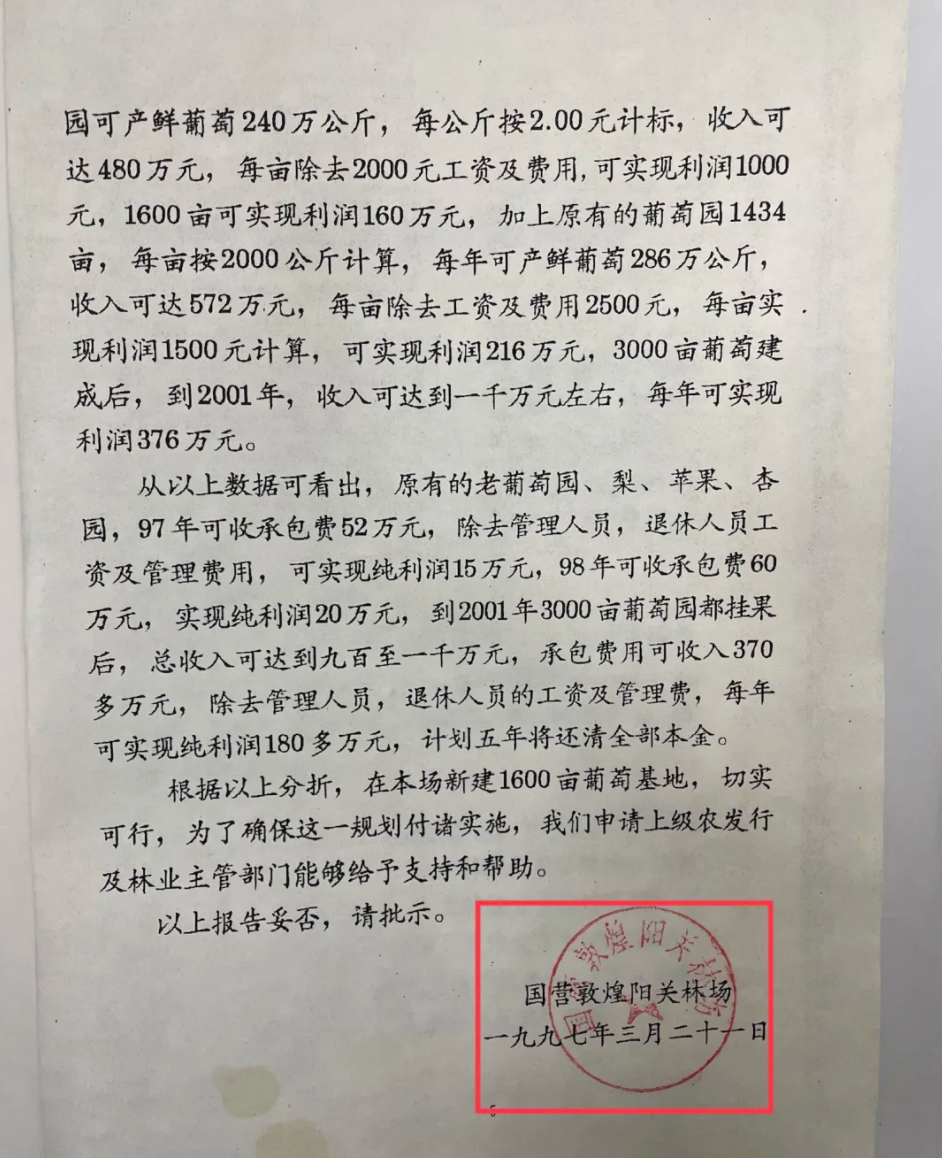 园可产鲜葡萄240万公斤，每公斤按2.00元计标，收入可
达480万元，每亩除去2000元工资及费用,可实现利润1000
元，1600亩可实现利润160万元，加上原有的葡萄园1434
亩，每亩按2000公斤计算，每年可产鲜葡萄286万公斤，
收入可达572万元，每亩除去工资及费用2500元，每亩实
现利润1500元计算，可实现利润216万元，3000亩葡萄建
成后，到2001年，收入可达到一千万元左右，每年可实现
利润376万元。
从以上数据可看出，原有的老葡萄园、梨、苹果、杏
园，97年可收承包费52万元，除去管理人员，退休人员工
资及管理费用，可实现纯利润15万元，98年可收承包费60
万元，实现纯利润20万元，到2001年3000亩葡萄园都挂果
后，总收入可达到九百至一千万元，承包费用可收入370
多万元，除去管理人员，退休人员的工资及管理费，每年
可实现纯利润180多万元，计划五年将还清全部本金。
根据以上分折，在本场新建1600亩葡萄基地，切实
可行，为了确保这一规划付诸实施，我们申请上级农发行
及林业主管部门能够给予支持和帮助。
以上报告妥否，请批示。
国营敦煌阳关林场
国营敦煌阳关林场
一九九七年三月二十一日
5